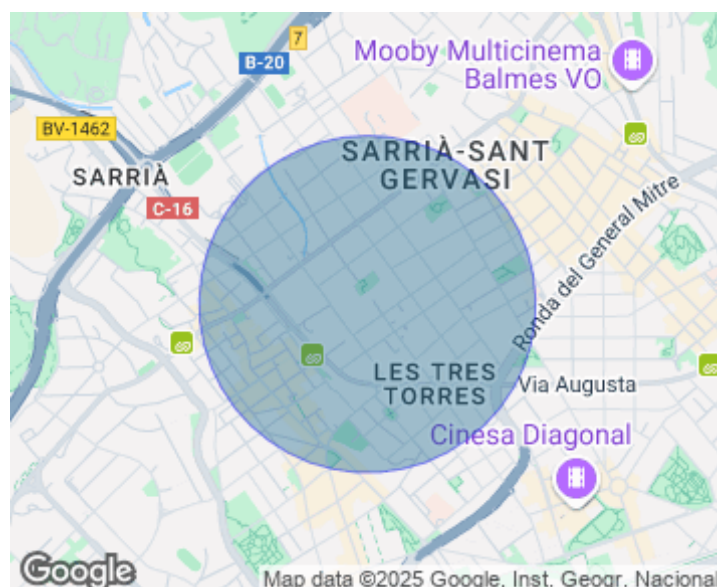 Mooby Multicinema
Balmes VO
7
B-20
BV-1462
SARRIÀ-SANT
GERVASI
SARRIÀ
C-16
Ronda del General Mitre
LES TRES
TORRES
Via Augusta
Cinesa Diagonal
Google
Map data ©2025 Google, Inst. Geogr. Nacional